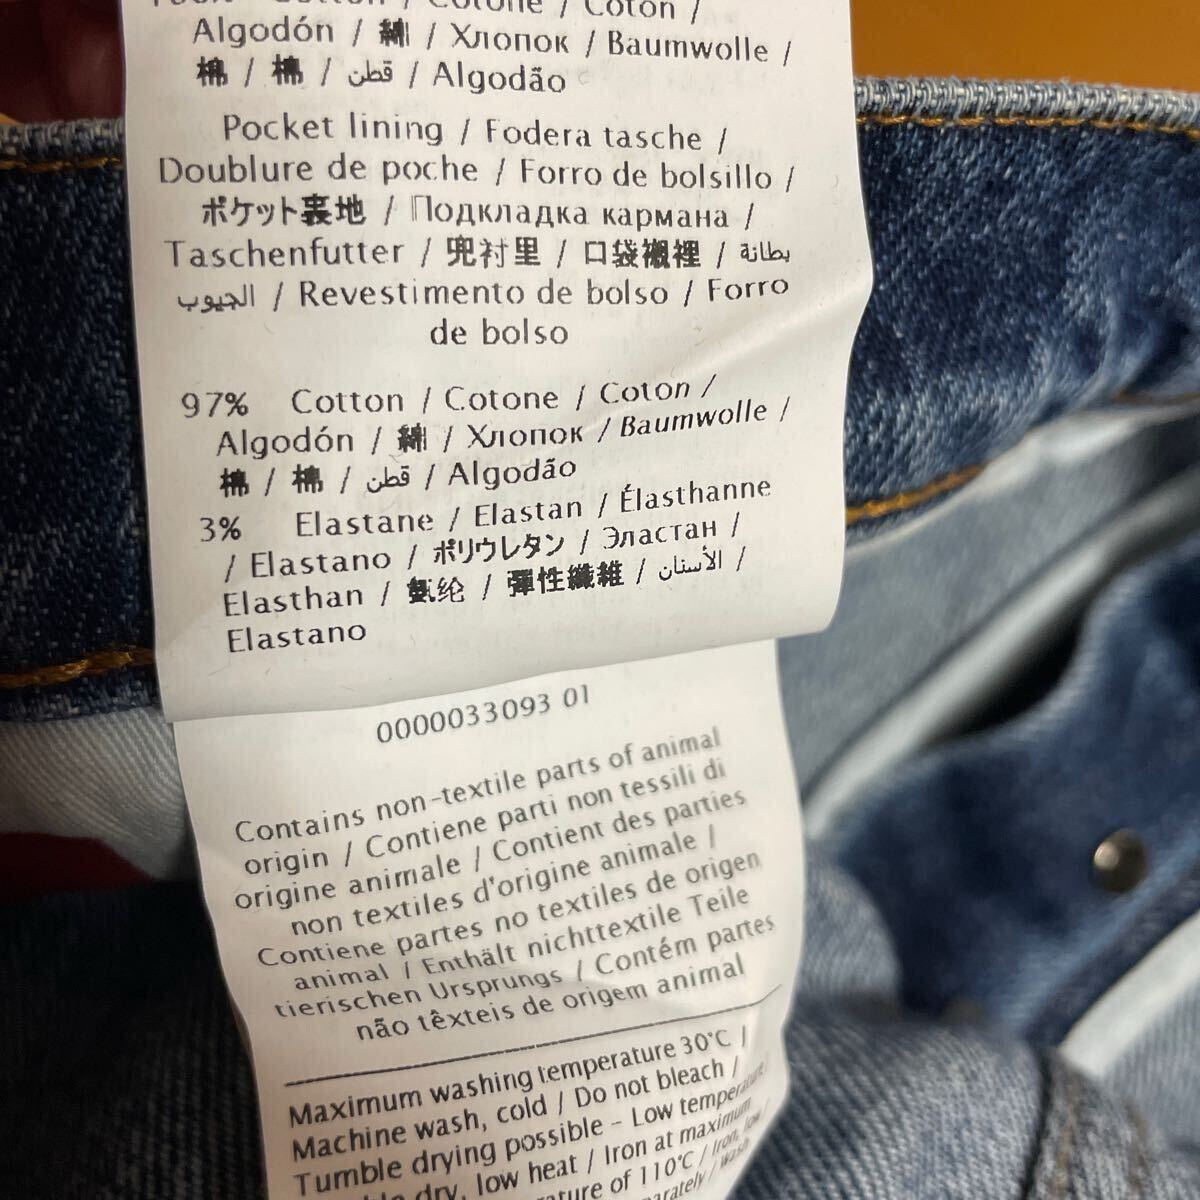 Cotone / Coton /
Algodón / 綿 / Хлопок / Baumwolle /
棉 / 棉 / قطن / Algodão
Pocket lining / Fodera tasche /
Doublure de poche / Forro de bolsillo /
ポケット裏地 / Подкладка кармана /
Taschenfutter / 兜衬里 / 口袋襯裡 / بطانة
الجيوب / Revestimento de bolso / Forro
de bolso
97% Cotton / Cotone / Coton /
Algodón / 綿 / Хлопок / Baumwolle /
棉 / 棉 / قطن / Algodão
3% Elastane / Elastan / Élasthanne
/ Elastano / ポリウレタン / Эластан /
Elasthan / 氨纶 / 彈性纖維 / الأسنان /
Elastano
0000033093 01
Contains non-textile parts of animal
origin / Contiene parti non tessili di
origine animale / Contient des parties
non textiles d'origine animale /
Contiene partes no textiles de origen
animal / Enthält nichttextile Teile
tierischen Ursprungs / Contém partes
não têxteis de origem animal
Maximum washing temperature 30°C /
Machine wash, cold / Do not bleach /
Tumble drying possible - Low temperature /
dry, low heat / Iron at maximum
of 110°C / Iron, low /
/ Wash